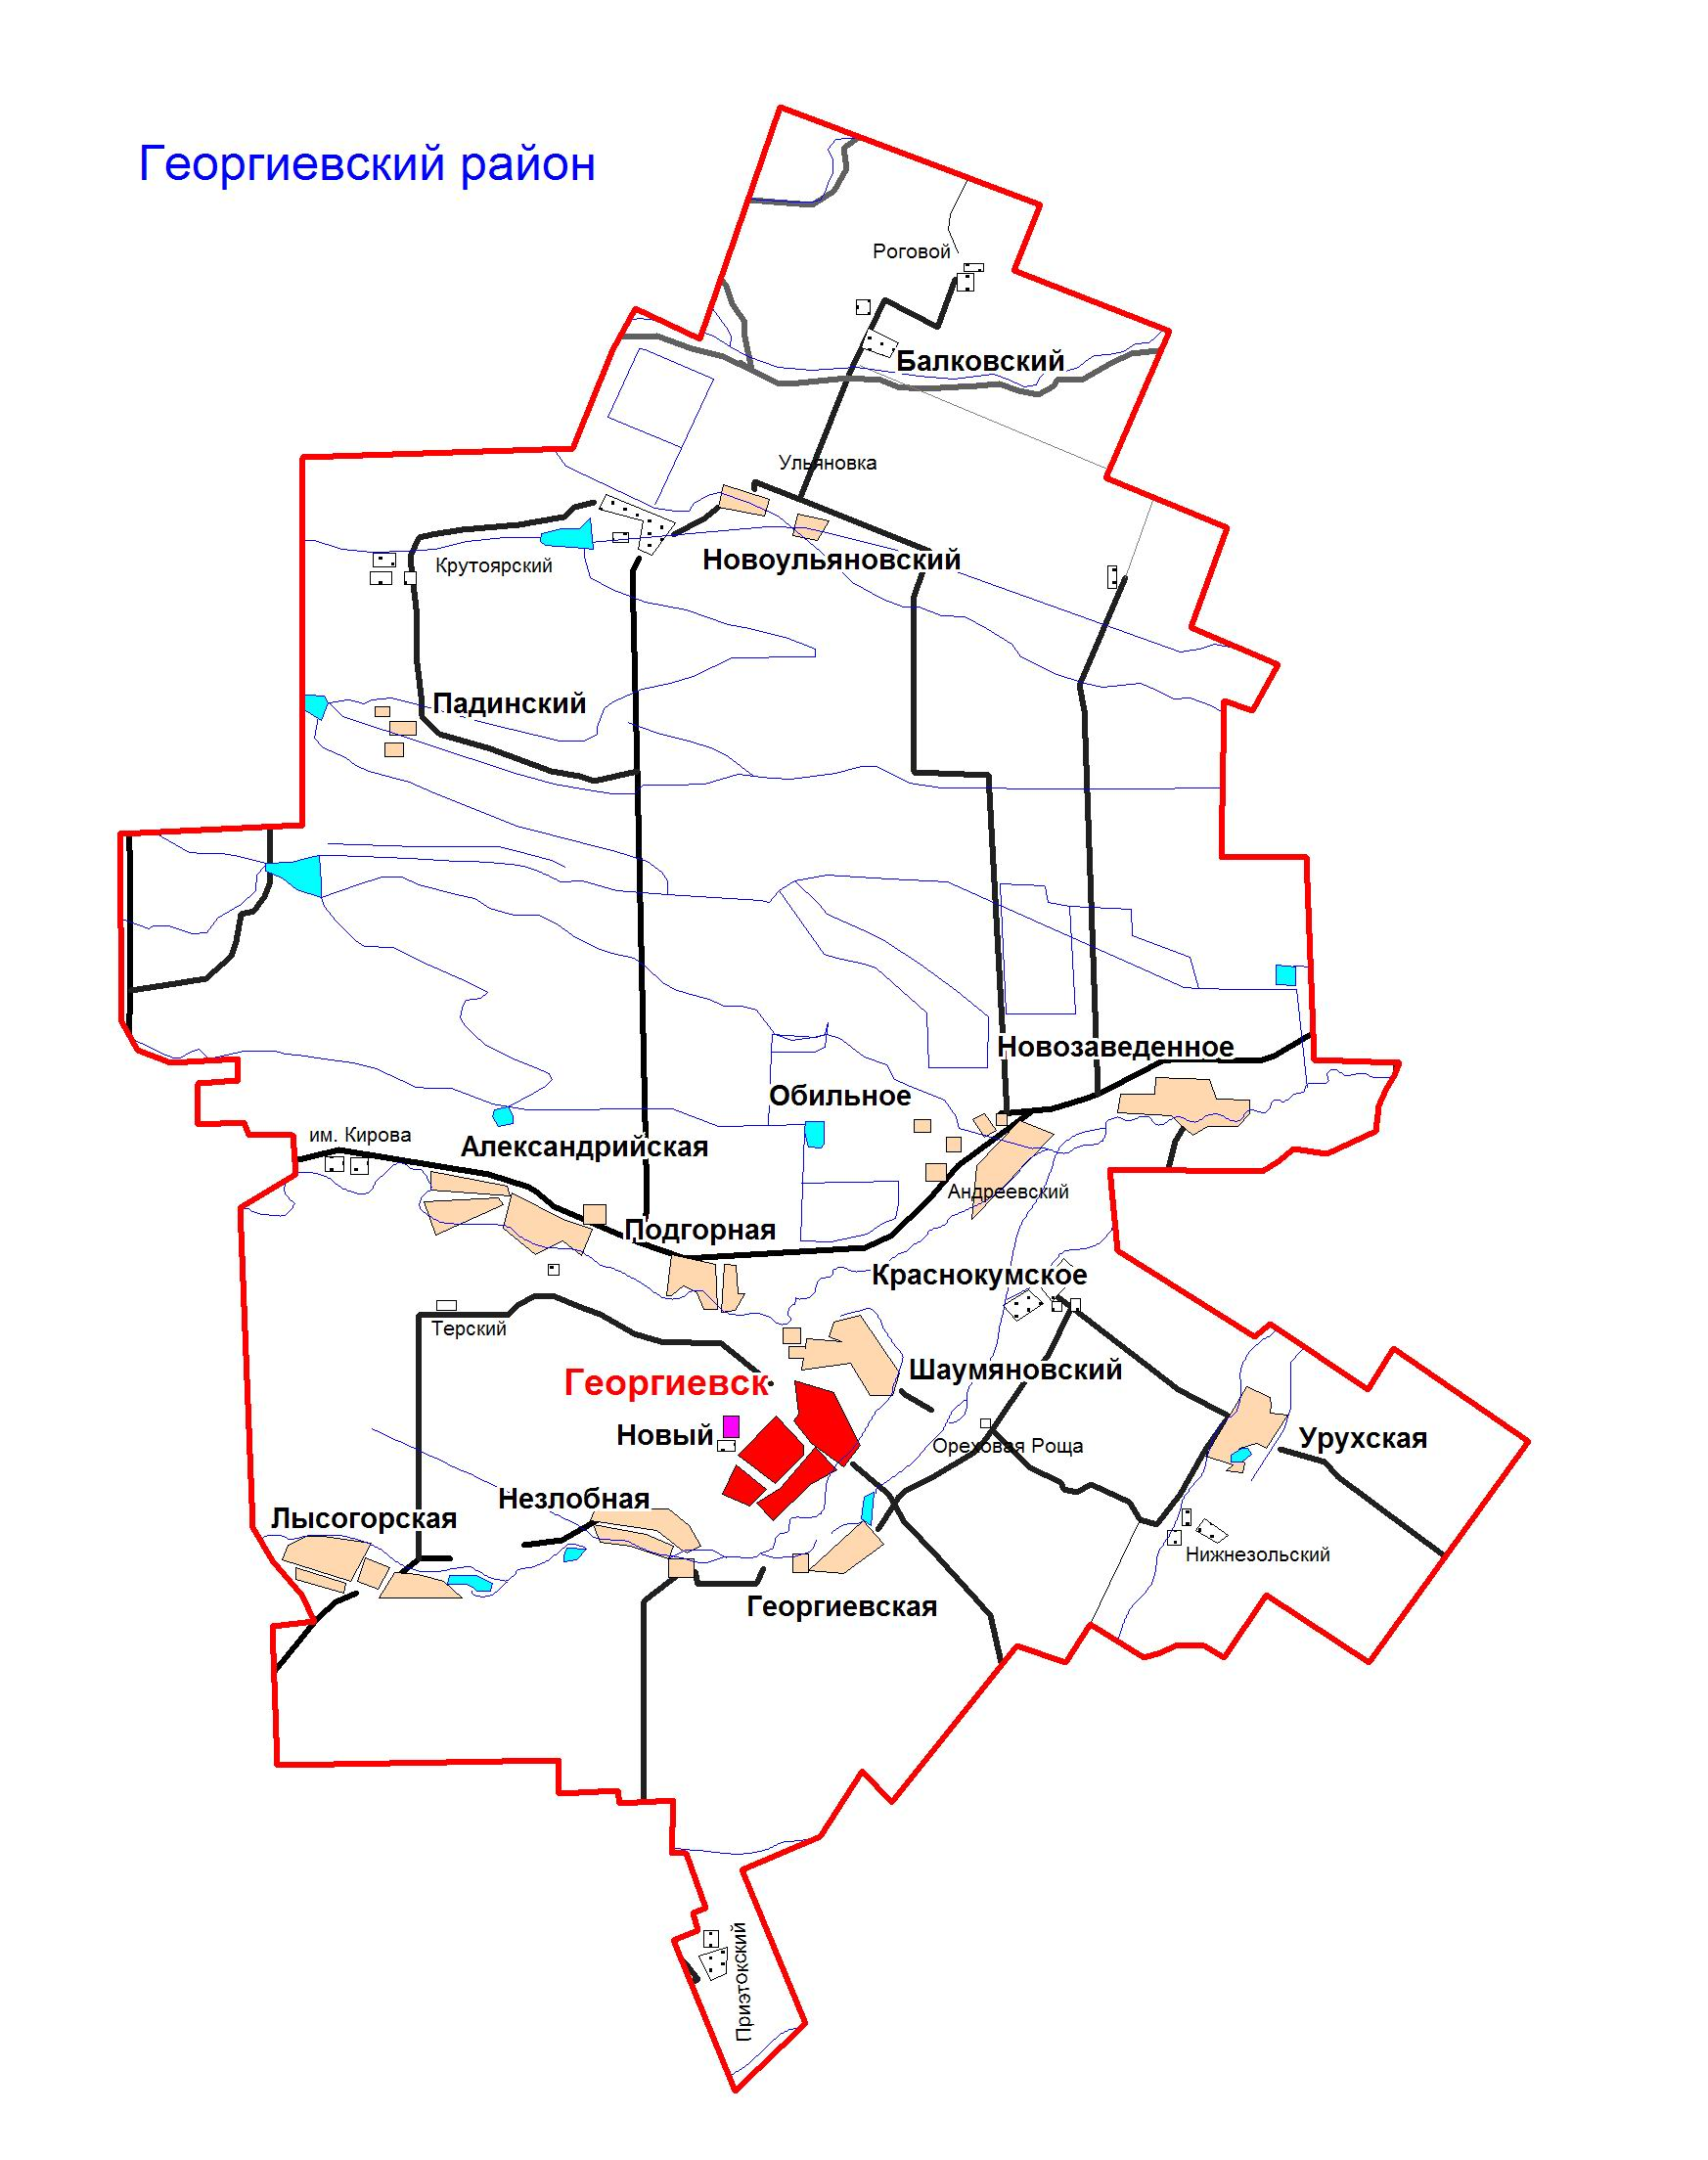 Георгиевский район
Роговой
Балковский
Ульяновка
Новоульяновский
Крутоярский
Падинский
Новозаведенное
Обильное
им. Кирова
Александрийская
Андреевский
Подгорная
Краснокумское
Терский
Шаумяновский
Георгиевск
Новый
Ореховая Роща
Урухская
Незлобная
Лысогорская
Нижнезольский
Георгиевская
Приэтокский